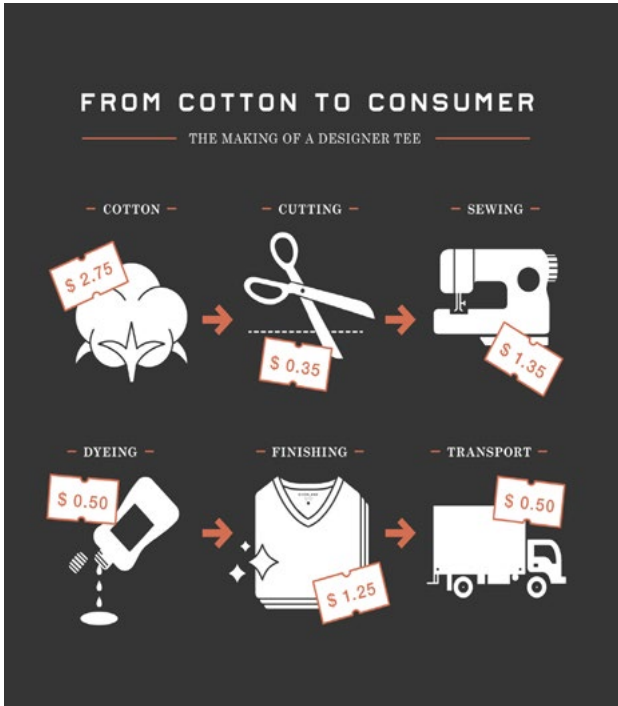 FROM COTTON TO CONSUMER
THE MAKING OF A DESIGNER TEE
COTTON
$ 2.75
CUTTING
$ 0.35
SEWING
$ 1.35
DYEING
$ 0.50
FINISHING
$ 1.25
TRANSPORT
$ 0.50